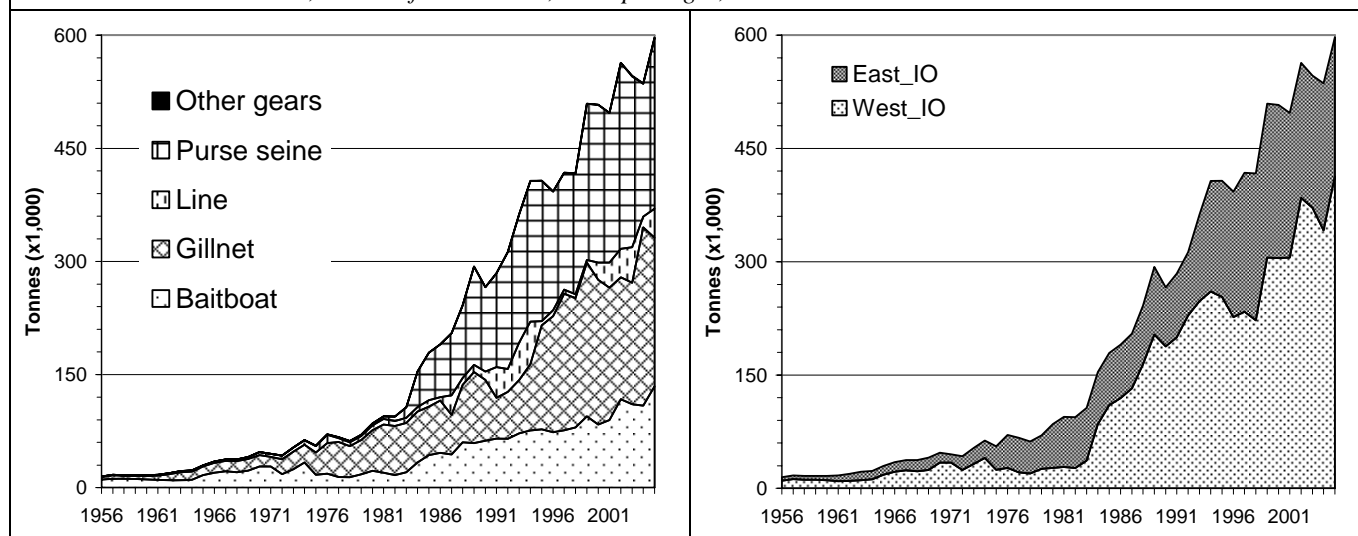 600
450
300
150
0
Tonnes (x1,000)
Other gears
Purse seine
Line
Gillnet
Baitboat
1956 1961 1966 1971 1976 1981 1986 1991 1996 2001
600
450
300
150
0
Tonnes (x1,000)
East_IO
West_IO
1956 1961 1966 1971 1976 1981 1986 1991 1996 2001